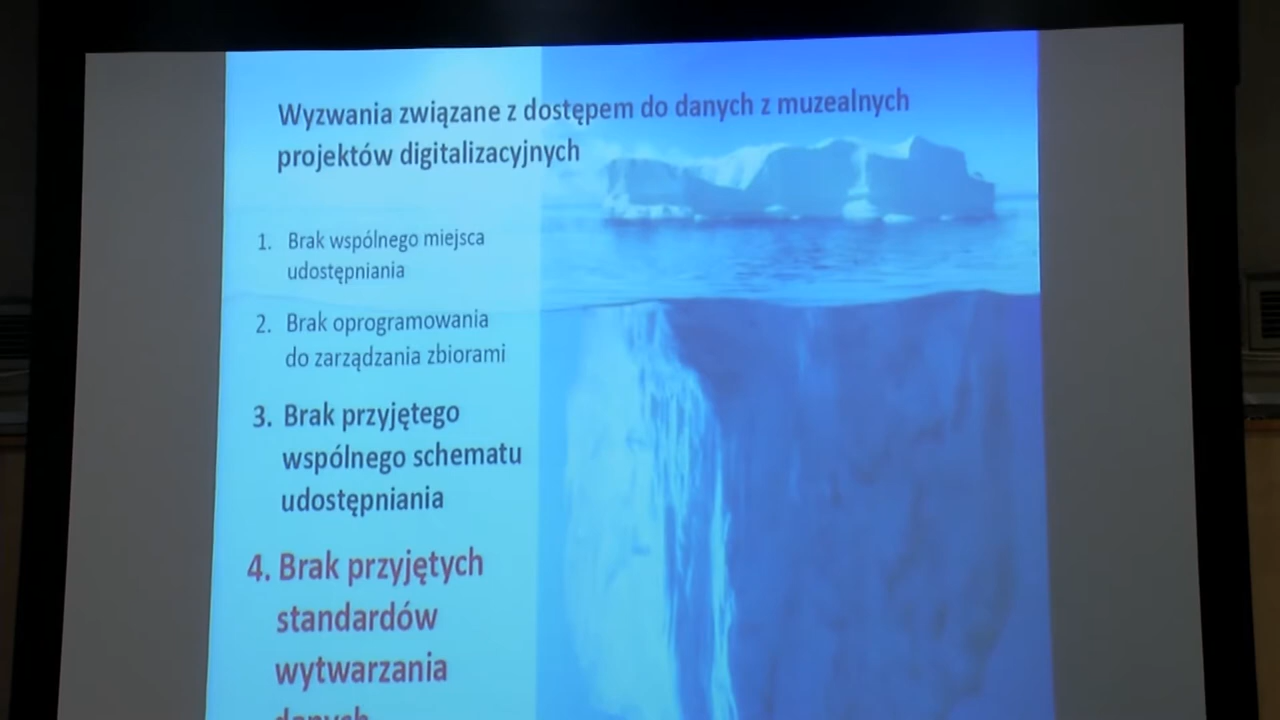 Wyzwania związane z dostępem do danych z muzealnych
projektów digitalizacyjnych
1. Brak wspólnego miejsca
udostępniania
2. Brak oprogramowania
do zarządzania zbiorami
3. Brak przyjętego
wspólnego schematu
udostępniania
4. Brak przyjętych
standardów
wytwarzania
danych